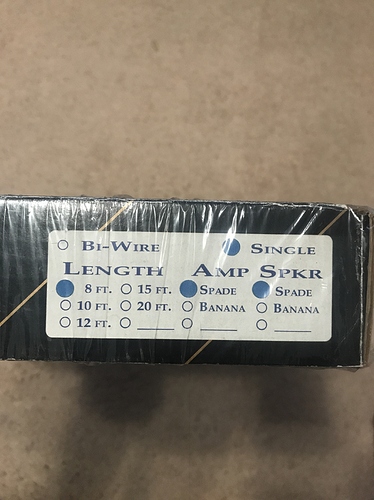 Bi-Wire Single
Length Amp Spkr
8 ft. 15 ft. Spade Spade
10 ft. 20 ft. Banana Banana
12 ft.